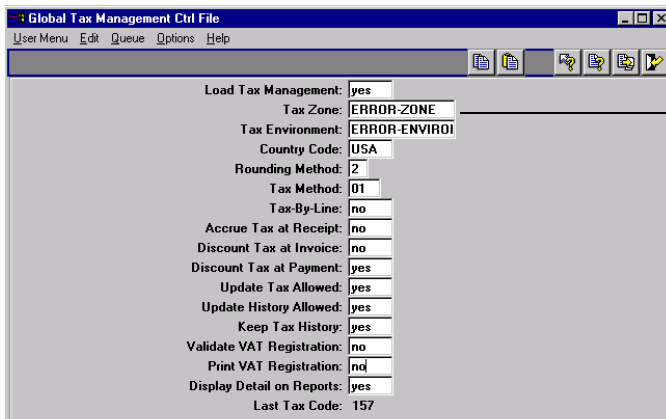 Global Tax Management Ctrl File
User Menu Edit Queue Options Help
Load Tax Management: yes
Tax Zone: ERROR-ZONE
Tax Environment: ERROR-ENVIROI
Country Code: USA
Rounding Method: 2
Tax Method: 01
Tax-By-Line: no
Accrue Tax at Receipt: no
Discount Tax at Invoice: no
Discount Tax at Payment: yes
Update Tax Allowed: yes
Update History Allowed: yes
Keep Tax History: yes
Validate VAT Registration: no
Print VAT Registration: no
Display Detail on Reports: yes
Last Tax Code: 157